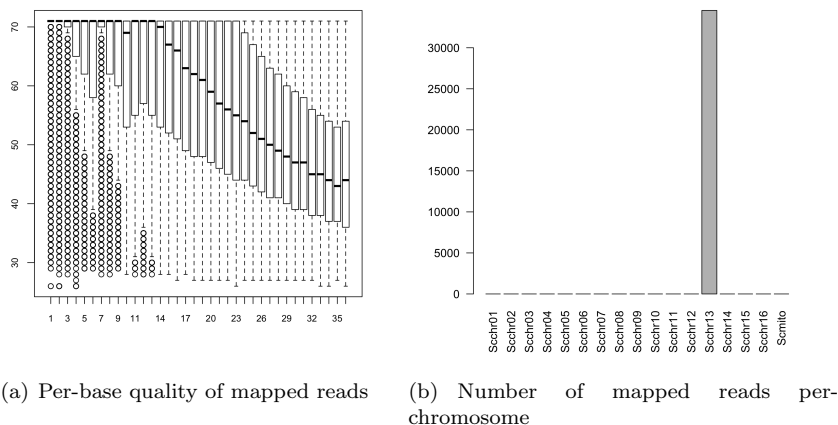 70
60
50
40
30
1 3 5 7 9 11 14 17 20 23 26 29 32 35
30000
25000
20000
15000
10000
5000
0
Scchr01
Scchr02
Scchr03
Scchr04
Scchr05
Scchr06
Scchr07
Scchr08
Scchr09
Scchr10
Scchr11
Scchr12
Scchr13
Scchr14
Scchr15
Scchr16
Scmito
(a) Per-base quality of mapped reads
(b) Number of mapped reads per-
chromosome